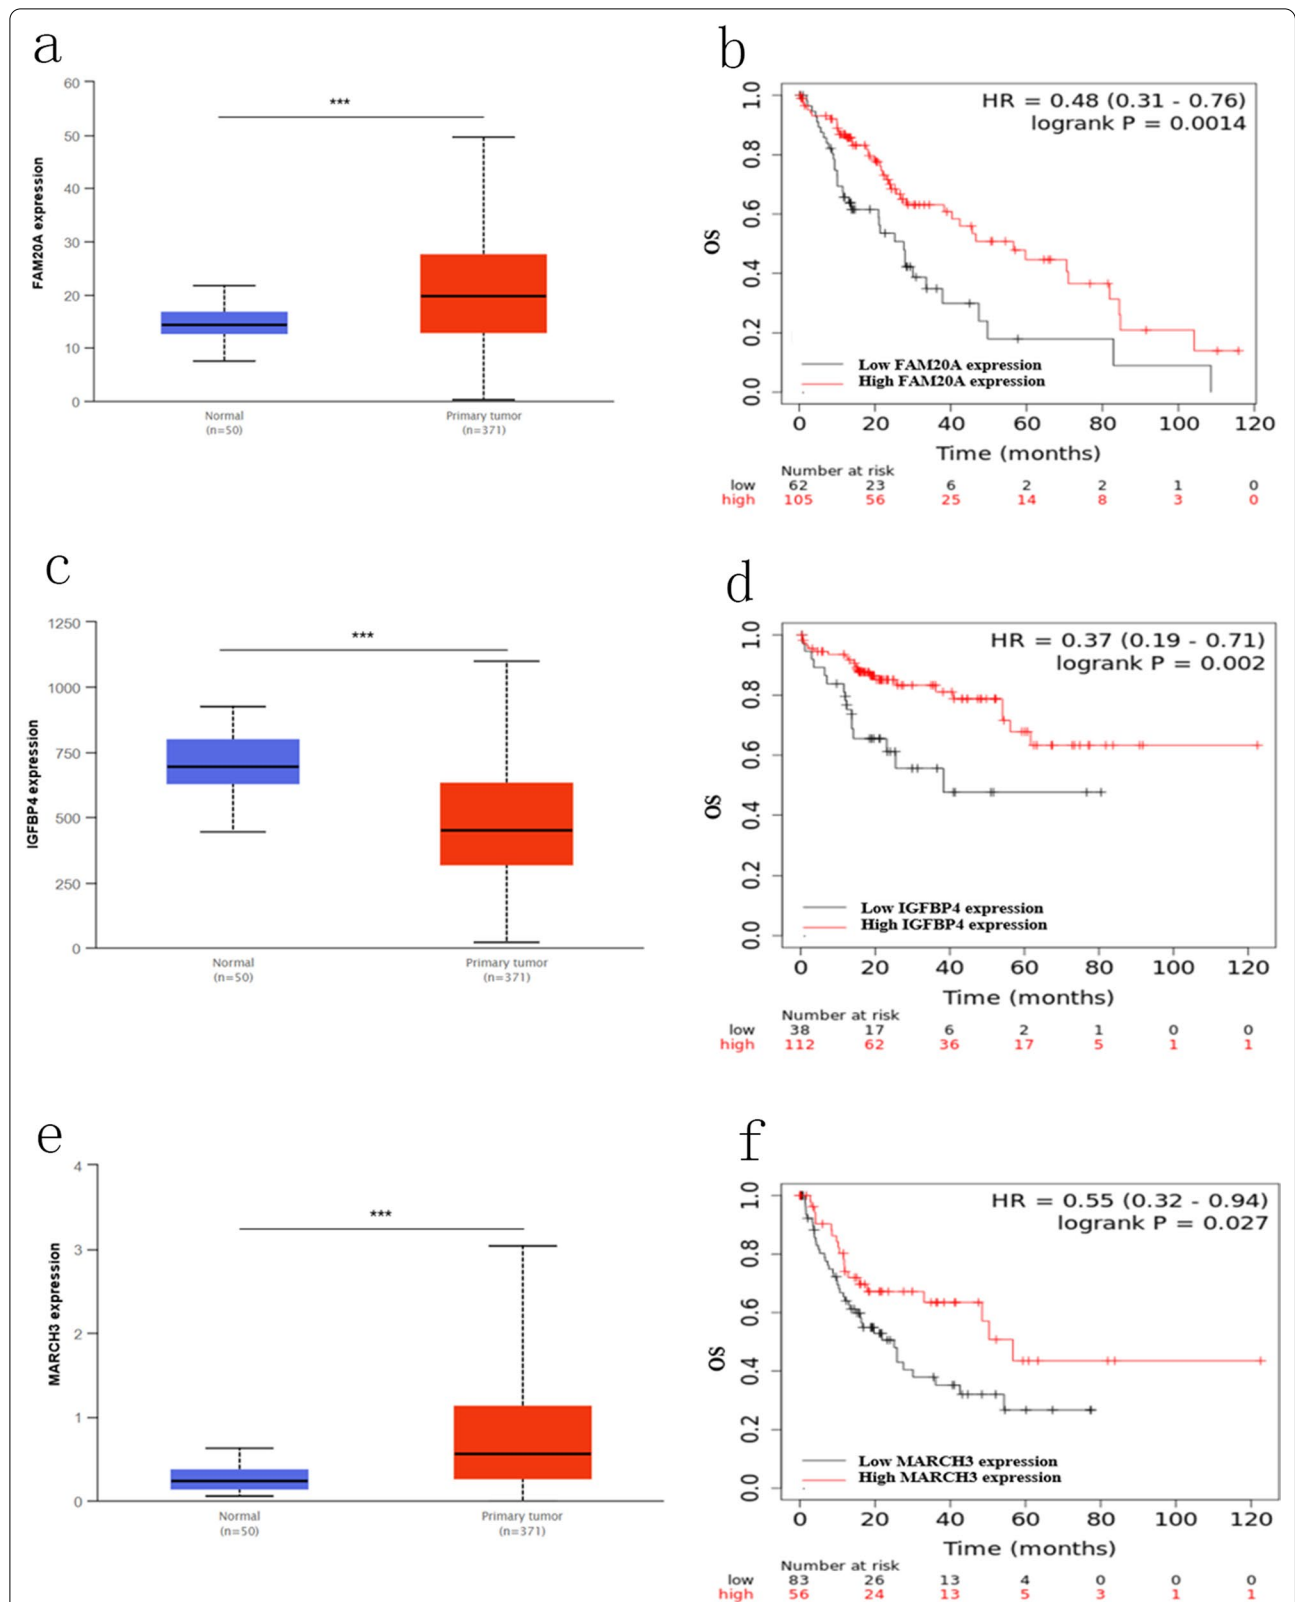 a
60
50
40
30
20
10
0
FAM20A expression
***
Normal
(n=50)
Primary tumor
(n=371)
b
HR = 0.48 (0.31 - 0.76)
logrank P = 0.0014
1.0
0.8
0.6
0.4
0.2
0.0
OS
Low FAM20A expression
High FAM20A expression
0 20 40 60 80 100 120
Time (months)
Number at risk
low 62 23 6 2 2 1 0
high 105 56 25 14 8 3 0
c
1250
1000
750
500
250
0
IGFBP4 expression
***
Normal
(n=50)
Primary tumor
(n=371)
d
HR = 0.37 (0.19 - 0.71)
logrank P = 0.002
1.0
0.8
0.6
0.4
0.2
0.0
OS
Low IGFBP4 expression
High IGFBP4 expression
0 20 40 60 80 100 120
Time (months)
Number at risk
low 38 17 6 2 1 0 0
high 112 62 36 17 5 1 1
e
4
3
2
1
0
MARCH3 expression
***
Normal
(n=50)
Primary tumor
(n=371)
f
HR = 0.55 (0.32 - 0.94)
logrank P = 0.027
1.0
0.8
0.6
0.4
0.2
0.0
OS
Low MARCH3 expression
High MARCH3 expression
0 20 40 60 80 100 120
Time (months)
Number at risk
low 83 26 13 4 0 0 0
high 56 24 13 5 3 1 1